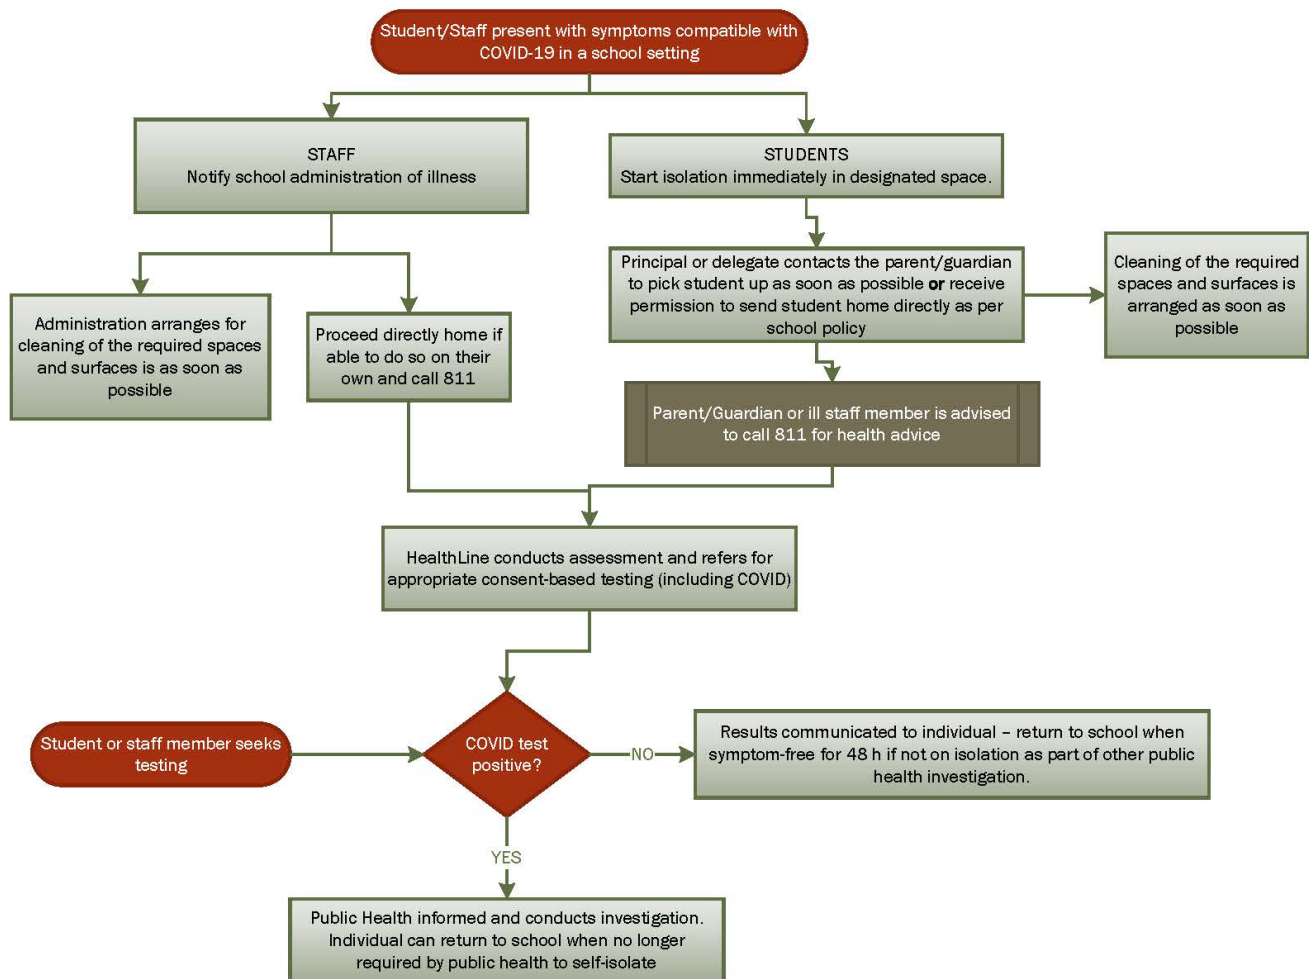 Student/Staff present with symptoms compatible with
COVID-19 in a school setting
STAFF
Notify school administration of illness
STUDENTS
Start isolation immediately in designated space.
Administration arranges for
cleaning of the required spaces
and surfaces is as soon as
possible
Proceed directly home if
able to do so on their
own and call 811
Principal or delegate contacts the parent/guardian
to pick student up as soon as possible or receive
permission to send student home directly as per
school policy
Cleaning of the required
spaces and surfaces is
arranged as soon as
possible
Parent/Guardian or ill staff member is advised
to call 811 for health advice
HealthLine conducts assessment and refers for
appropriate consent-based testing (including COVID)
Student or staff member seeks
testing
COVID test
positive?
NO
Results communicated to individual – return to school when
symptom-free for 48 h if not on isolation as part of other public
health investigation.
YES
Public Health informed and conducts investigation.
Individual can return to school when no longer
required by public health to self-isolate